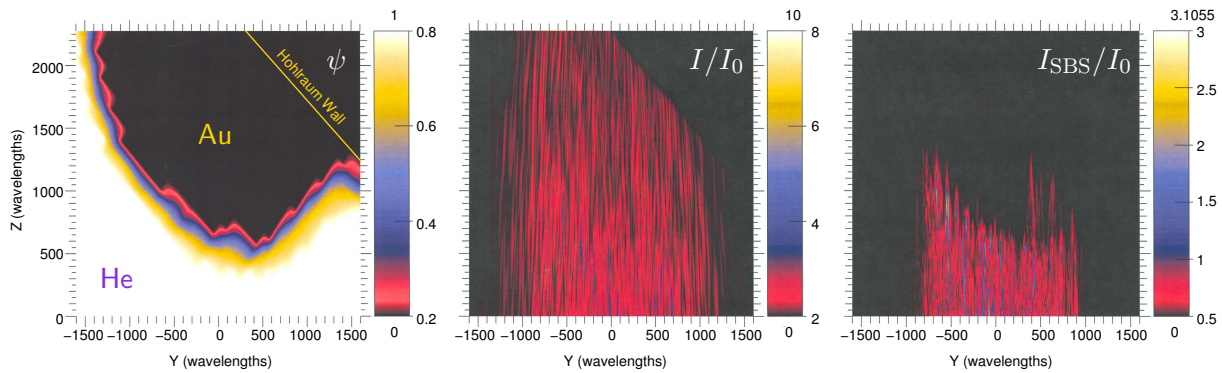 1
0.8
0.6
0.4
0.2
0
ψ
Hohlraum Wall
Au
He
2000
1500
1000
500
0
Z (wavelengths)
−1500 −1000 −500 0 500 1000 1500
Y (wavelengths)
10
8
6
4
2
0
I/I₀
−1500 −1000 −500 0 500 1000 1500
Y (wavelengths)
3.1055
3
2.5
2
1.5
1
0.5
0
I_SBS/I₀
−1500 −1000 −500 0 500 1000 1500
Y (wavelengths)